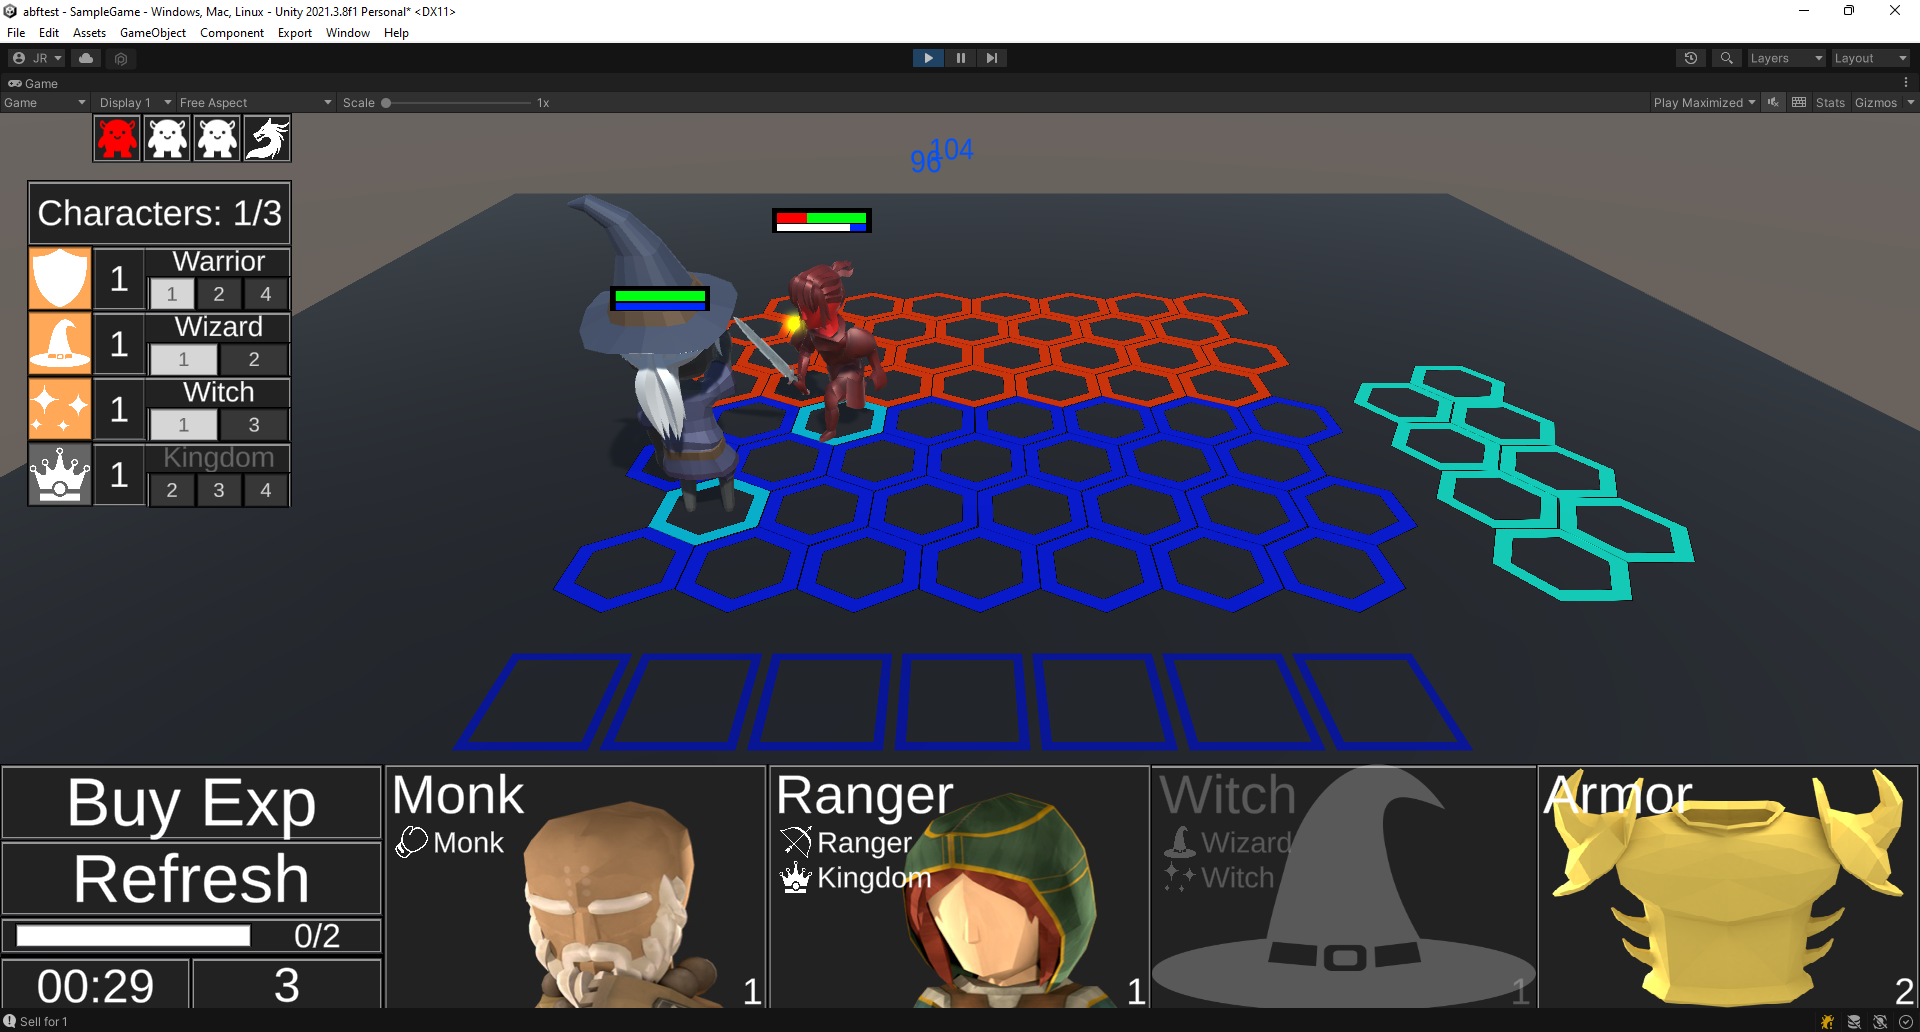 abftest - SampleGame - Windows, Mac, Linux - Unity 2021.3.8f1 Personal* <DX11>
File Edit Assets GameObject Component Export Window Help
JR Layers Layout
Game
Game Display 1 Free Aspect Scale 1x Play Maximized Stats Gizmos
96 104
Characters: 1/3
1 Warrior
1 2 4
1 Wizard
1 2
1 Witch
1 3
1 Kingdom
2 3 4
Buy Exp
Refresh
0/2
00:29 3
Monk
Monk
1
Ranger
Ranger
Kingdom
1
Witch
Wizard
Witch
1
Armor
2
Sell for 1